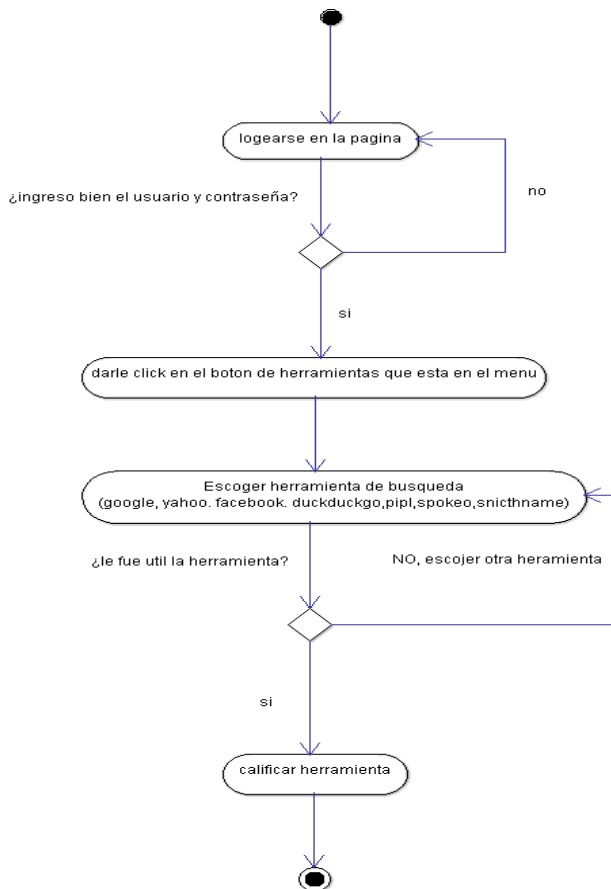 logearse en la pagina
¿ingreso bien el usuario y contraseña?
no
si
darle click en el boton de herramientas que esta en el menu
Escoger herramienta de busqueda
(google, yahoo. facebook. duckduckgo,pipl,spokeo,snicthname)
¿le fue util la herramienta?
NO, escojer otra heramienta
si
calificar herramienta